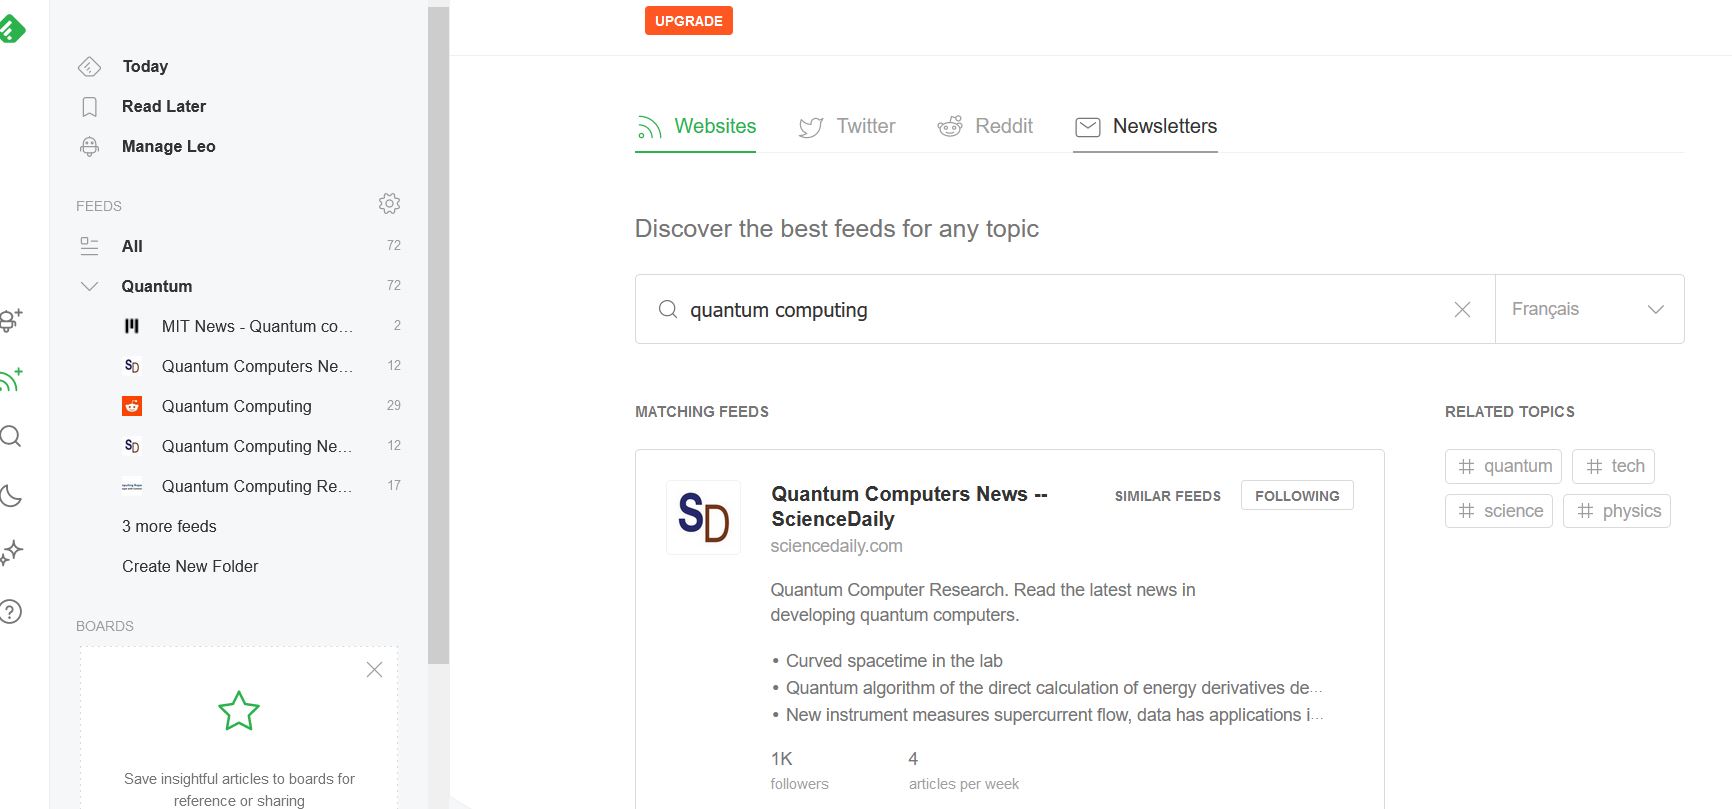 UPGRADE
Today
Read Later
Manage Leo
FEEDS
All 72
Quantum 72
MIT News - Quantum co... 2
SD Quantum Computers Ne... 12
Quantum Computing 29
SD Quantum Computing Ne... 12
Quantum Computing Re... 17
3 more feeds
Create New Folder
BOARDS
Save insightful articles to boards for
reference or sharing
Websites Twitter Reddit Newsletters
Discover the best feeds for any topic
quantum computing Français
MATCHING FEEDS
SD
Quantum Computers News --
ScienceDaily
SIMILAR FEEDS FOLLOWING
sciencedaily.com
Quantum Computer Research. Read the latest news in
developing quantum computers.
• Curved spacetime in the lab
• Quantum algorithm of the direct calculation of energy derivatives de...
• New instrument measures supercurrent flow, data has applications i...
1K 4
followers articles per week
RELATED TOPICS
# quantum # tech
# science # physics